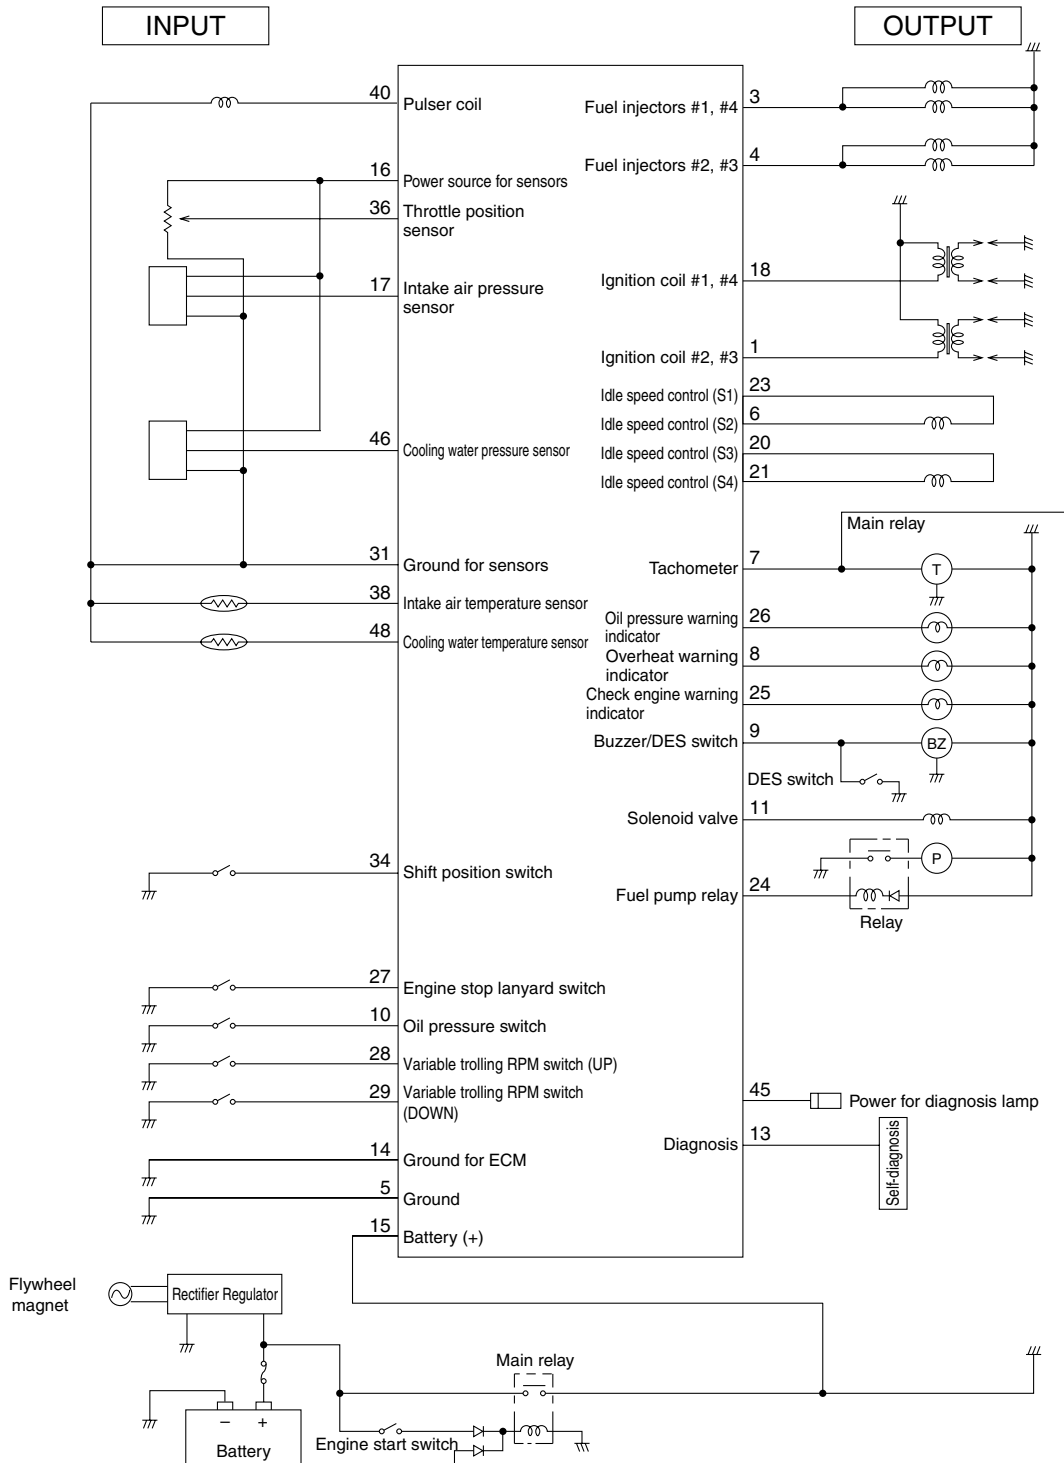 INPUT
OUTPUT
40
Pulser coil
16
Power source for sensors
36
Throttle position
sensor
17
Intake air pressure
sensor
46
Cooling water pressure sensor
31
Ground for sensors
38
Intake air temperature sensor
48
Cooling water temperature sensor
34
Shift position switch
27
Engine stop lanyard switch
10
Oil pressure switch
28
Variable trolling RPM switch (UP)
29
Variable trolling RPM switch
(DOWN)
14
Ground for ECM
5
Ground
15
Battery (+)
Fuel injectors #1, #4
3
Fuel injectors #2, #3
4
Ignition coil #1, #4
18
Ignition coil #2, #3
1
Idle speed control (S1)
23
Idle speed control (S2)
6
Idle speed control (S3)
20
Idle speed control (S4)
21
Main relay
Tachometer
7
T
Oil pressure warning
indicator
26
Overheat warning
indicator
8
Check engine warning
indicator
25
Buzzer/DES switch
9
BZ
DES switch
Solenoid valve
11
P
Fuel pump relay
24
Relay
45
Power for diagnosis lamp
Diagnosis
13
Self-diagnosis
Flywheel
magnet
Rectifier Regulator
Main relay
− +
Battery
Engine start switch